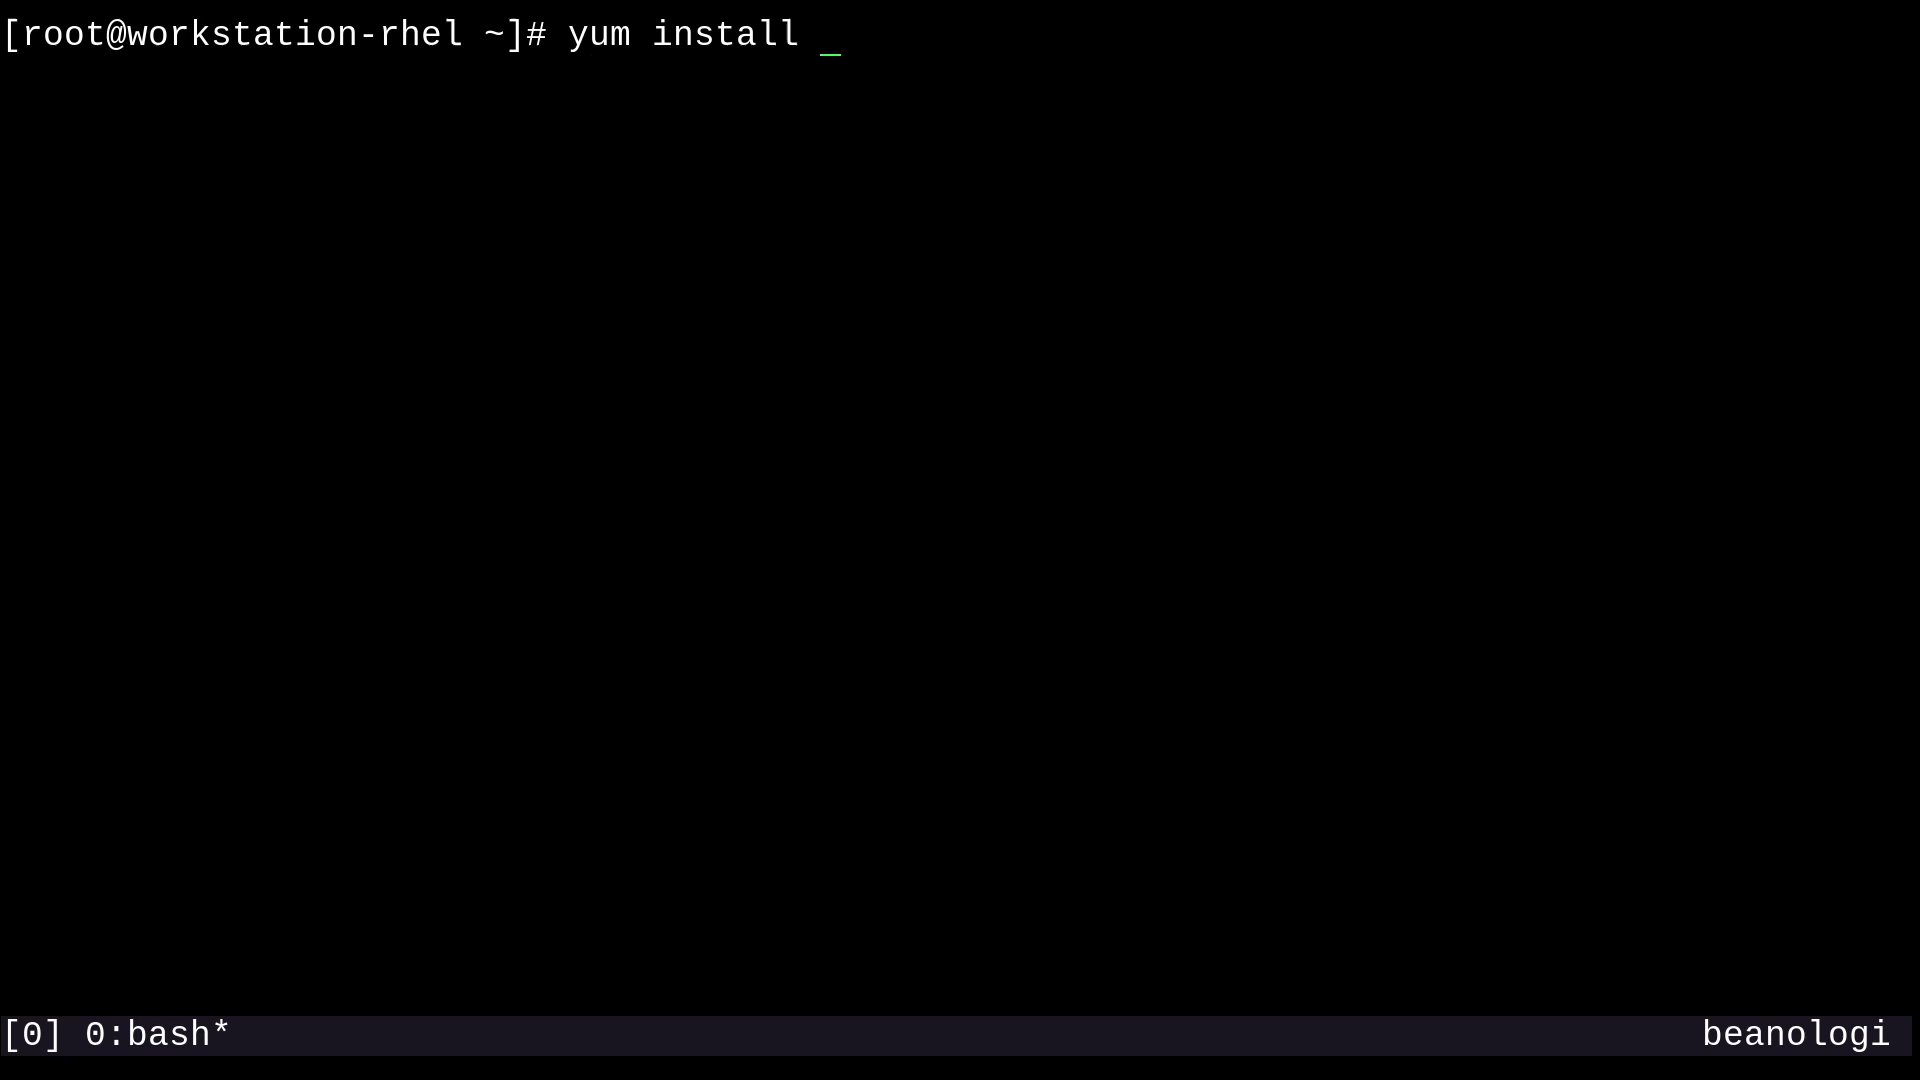 [root@workstation-rhel ~]# yum install _
[0] 0:bash*
beanologi